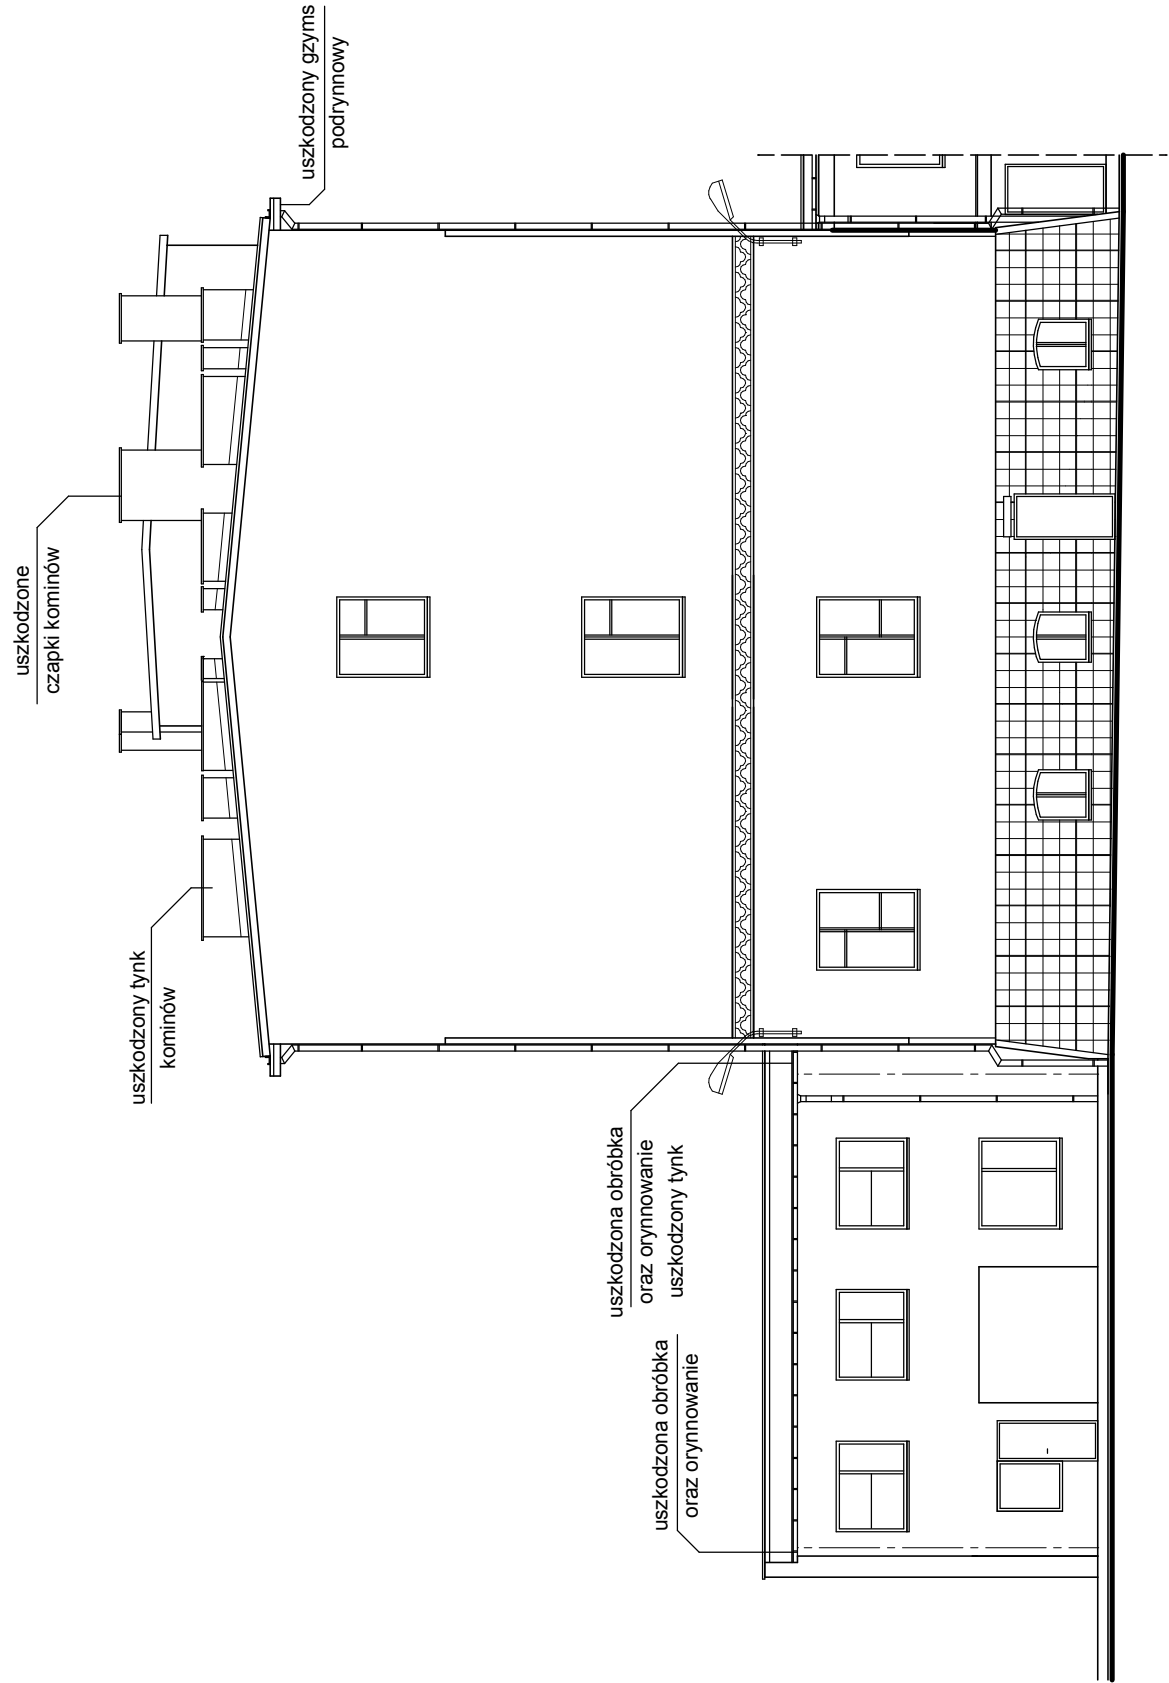 uszkodzone
czapki kominów
uszkodzony tynk
kominów
uszkodzony gzyms
podrynnowy
uszkodzona obróbka
oraz orynnowanie
uszkodzony tynk
uszkodzona obróbka
oraz orynnowanie